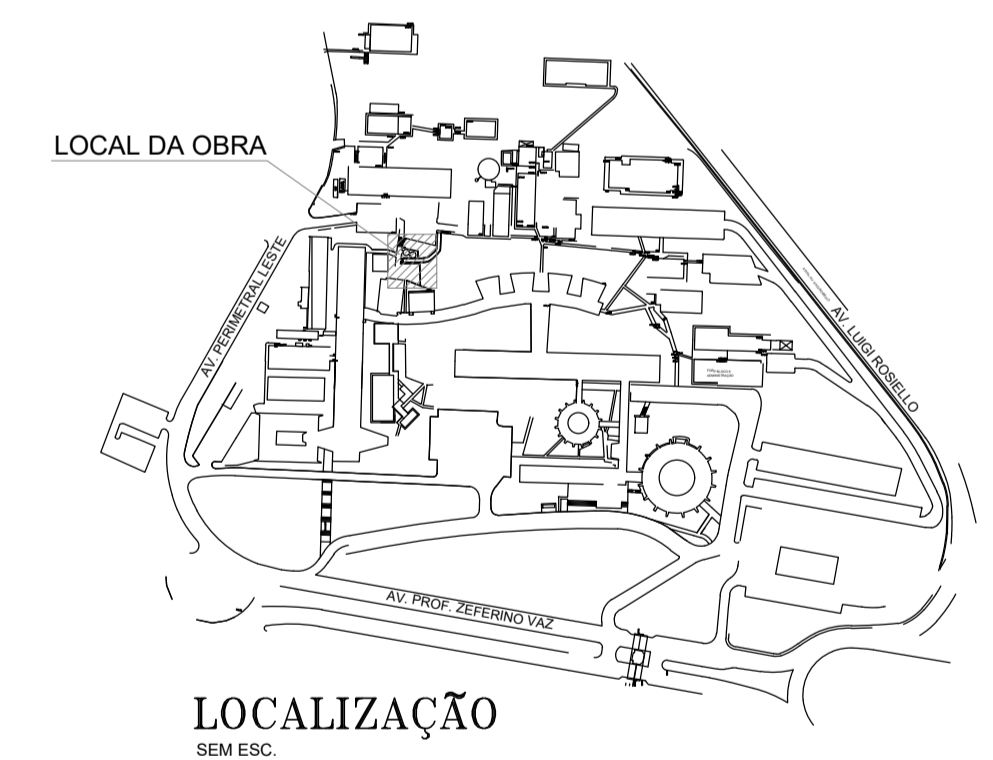 LOCAL DA OBRA
AV. PERIMETRAL LESTE
AV. LUIGI ROSIELLO
AV. PROF. ZEFERINO VAZ
LOCALIZAÇÃO
SEM ESC.